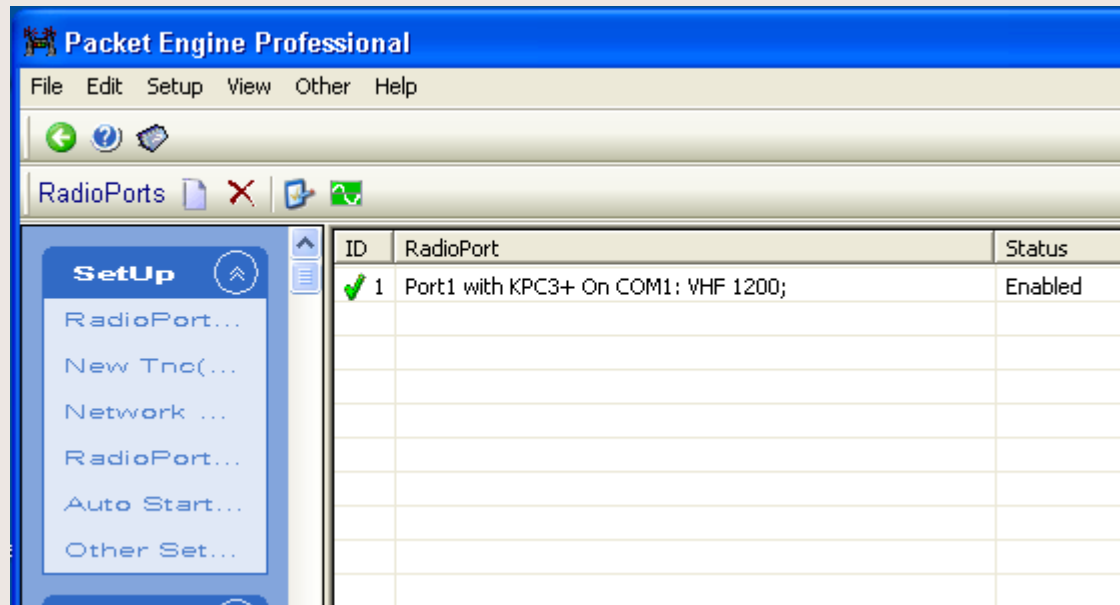 Packet Engine Professional
File Edit Setup View Other Help
RadioPorts
SetUp
RadioPort...
New Tnc(...
Network ...
RadioPort...
Auto Start...
Other Set...
ID RadioPort Status
1 Port1 with KPC3+ On COM1: VHF 1200; Enabled